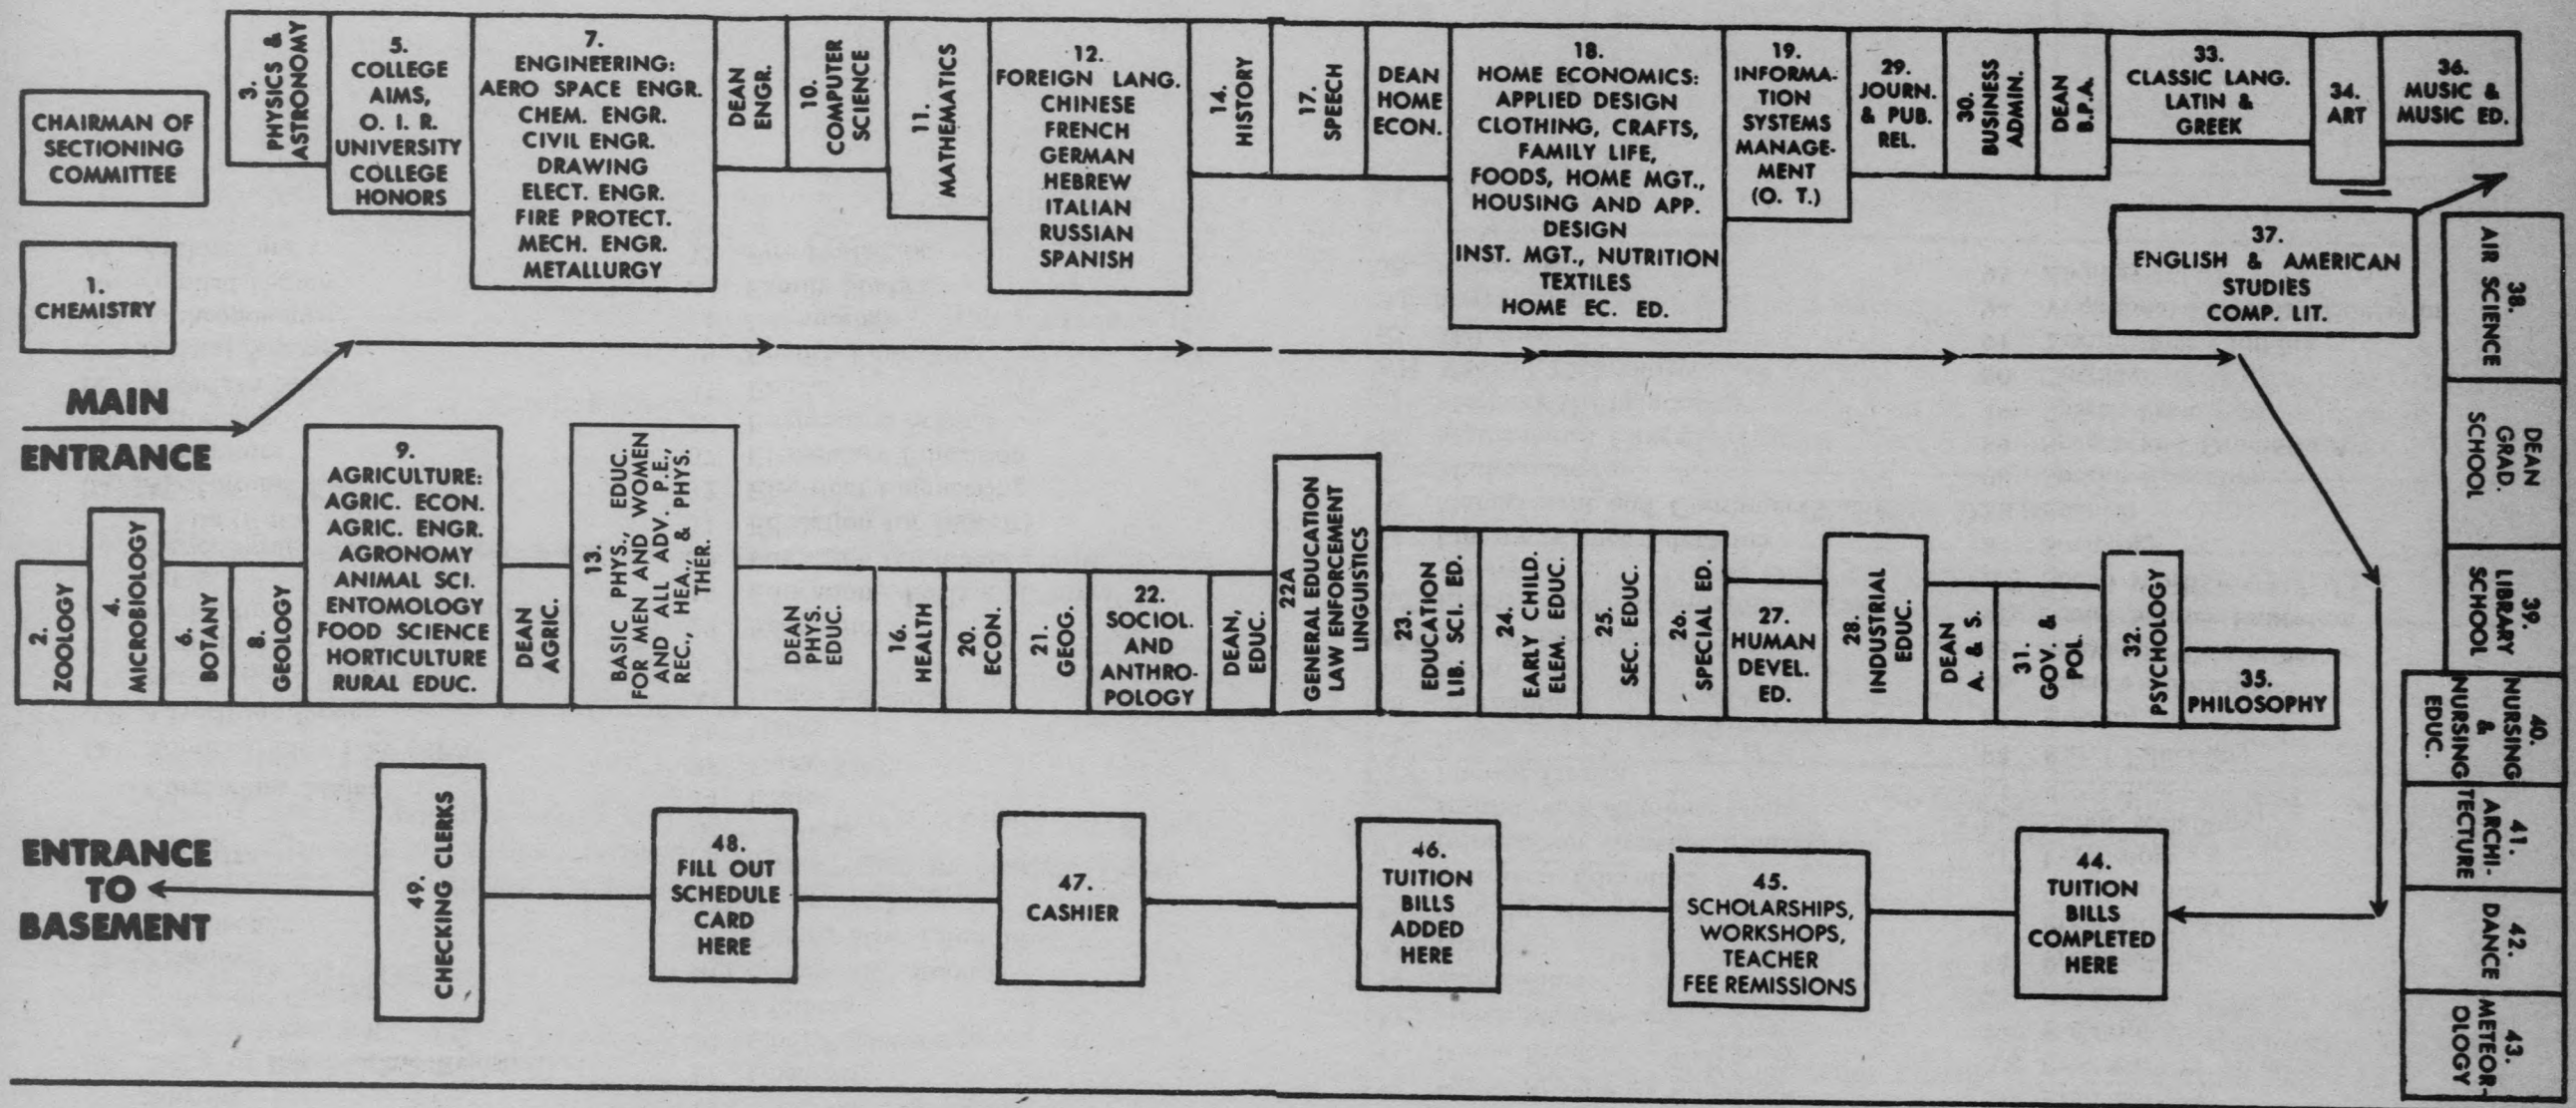 CHAIRMAN OF
SECTIONING
COMMITTEE
1.
CHEMISTRY
3.
PHYSICS &
ASTRONOMY
5.
COLLEGE
AIMS,
O. I. R.
UNIVERSITY
COLLEGE
HONORS
7.
ENGINEERING:
AERO SPACE ENGR.
CHEM. ENGR.
CIVIL ENGR.
DRAWING
ELECT. ENGR.
FIRE PROTECT.
MECH. ENGR.
METALLURGY
DEAN
ENGR.
10.
COMPUTER
SCIENCE
11.
MATHEMATICS
12.
FOREIGN LANG.
CHINESE
FRENCH
GERMAN
HEBREW
ITALIAN
RUSSIAN
SPANISH
14.
HISTORY
17.
SPEECH
DEAN
HOME
ECON.
18.
HOME ECONOMICS:
APPLIED DESIGN
CLOTHING, CRAFTS,
FAMILY LIFE,
FOODS, HOME MGT.,
HOUSING AND APP.
DESIGN
INST. MGT., NUTRITION
TEXTILES
HOME EC. ED.
19.
INFORMA-
TION
SYSTEMS
MANAGE-
MENT
(O. T.)
29.
JOURN.
& PUB.
REL.
30.
BUSINESS
ADMIN.
DEAN
B.P.A.
33.
CLASSIC LANG.
LATIN &
GREEK
34.
ART
36.
MUSIC &
MUSIC ED.
37.
ENGLISH & AMERICAN
STUDIES
COMP. LIT.
38.
AIR SCIENCE
DEAN
GRAD.
SCHOOL
39.
LIBRARY
SCHOOL
40.
NURSING
&
NURSING
EDUC.
41.
ARCHI-
TECTURE
42.
DANCE
43.
METEOR-
OLOGY
MAIN
ENTRANCE
2.
ZOOLOGY
4.
MICROBIOLOGY
6.
BOTANY
8.
GEOLOGY
9.
AGRICULTURE:
AGRIC. ECON.
AGRIC. ENGR.
AGRONOMY
ANIMAL SCI.
ENTOMOLOGY
FOOD SCIENCE
HORTICULTURE
RURAL EDUC.
DEAN
AGRIC.
13.
BASIC PHYS., EDUC.
FOR MEN AND WOMEN
AND ALL ADV. P.E.,
REC., HEA., & PHYS.
THER.
DEAN
PHYS.
EDUC.
16.
HEALTH
20.
ECON.
21.
GEOG.
22.
SOCIOL.
AND
ANTHRO-
POLOGY
DEAN,
EDUC.
22A
GENERAL EDUCATION
LAW ENFORCEMENT
LINGUISTICS
23.
EDUCATION
LIB. SCI. ED.
24.
EARLY CHILD.
ELEM. EDUC.
25.
SEC. EDUC.
26.
SPECIAL ED.
27.
HUMAN
DEVEL.
ED.
28.
INDUSTRIAL
EDUC.
DEAN
A. & S.
31.
GOV. &
POL.
32.
PSYCHOLOGY
35.
PHILOSOPHY
ENTRANCE
TO
BASEMENT
49.
CHECKING CLERKS
48.
FILL OUT
SCHEDULE
CARD
HERE
47.
CASHIER
46.
TUITION
BILLS
ADDED
HERE
45.
SCHOLARSHIPS,
WORKSHOPS,
TEACHER
FEE REMISSIONS
44.
TUITION
BILLS
COMPLETED
HERE